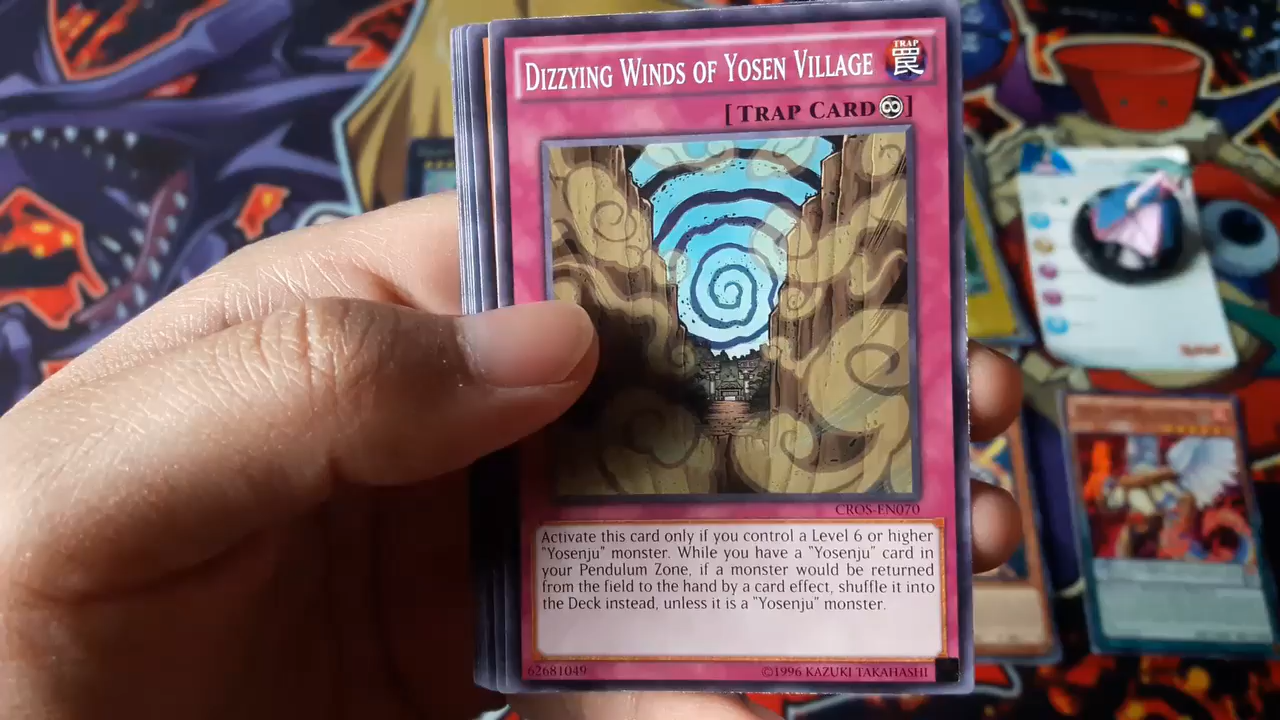 DIZZYING WINDS OF YOSEN VILLAGE
TRAP
罠
[TRAP CARD ]
CROS-EN070
Activate this card only if you control a Level 6 or higher
"Yosenju" monster. While you have a "Yosenju" card in
your Pendulum Zone, if a monster would be returned
from the field to the hand by a card effect, shuffle it into
the Deck instead, unless it is a "Yosenju" monster.
62681049
©1996 KAZUKI TAKAHASHI